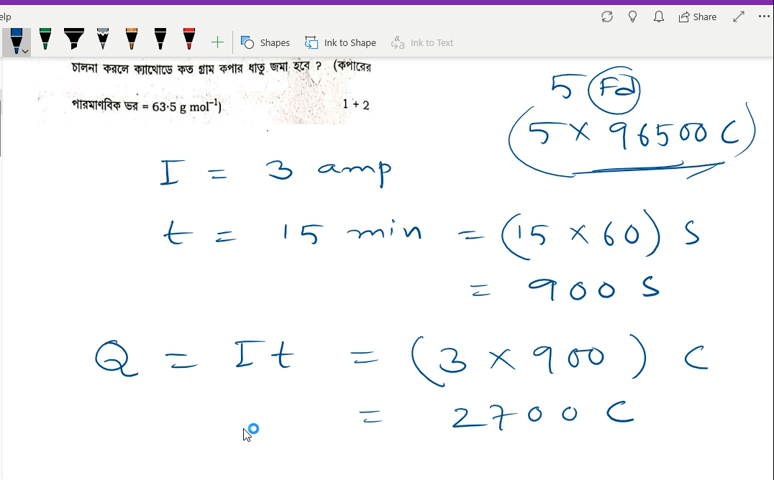 elp
Share
Shapes Ink to Shape Ink to Text
চালনা করলে ক্যাথোডে কত গ্রাম কপার ধাতু জমা হবে ? (কপারের
পারমাণবিক ভর = 63·5 g mol⁻¹) 1 + 2
5 Fd
(5 × 96500 C)
I = 3 amp
t = 15 min = (15 × 60) S
= 900 S
Q = It = (3 × 900) C
= 2700 C